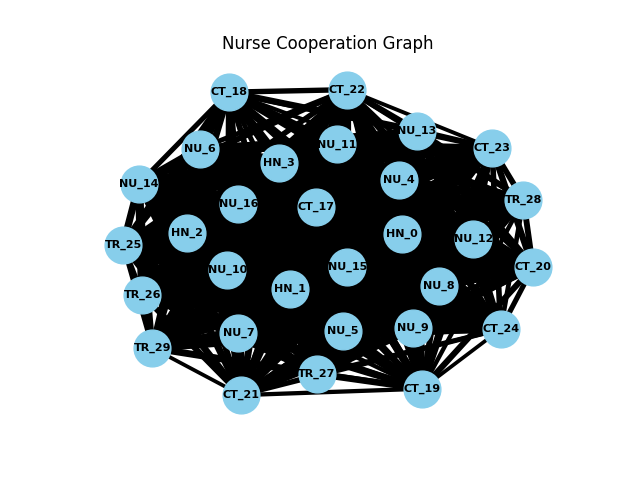 Nurse Cooperation Graph
CT_18
CT_22
NU_13
NU_11
CT_23
NU_6
HN_3
NU_4
NU_14
TR_28
NU_16
CT_17
HN_2
HN_0
NU_12
TR_25
NU_10
NU_15
CT_20
HN_1
NU_8
TR_26
NU_7
NU_5
NU_9
CT_24
TR_29
TR_27
CT_21
CT_19